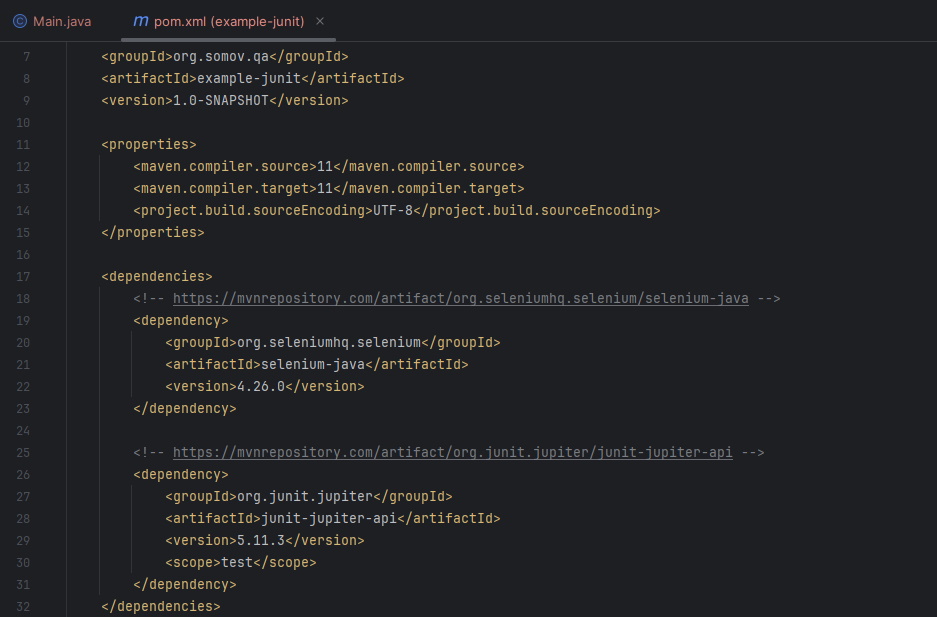 Main.java
pom.xml (example-junit)
7 <groupId>org.somov.qa</groupId>
8 <artifactId>example-junit</artifactId>
9 <version>1.0-SNAPSHOT</version>
10
11 <properties>
12 <maven.compiler.source>11</maven.compiler.source>
13 <maven.compiler.target>11</maven.compiler.target>
14 <project.build.sourceEncoding>UTF-8</project.build.sourceEncoding>
15 </properties>
16
17 <dependencies>
18 <!-- https://mvnrepository.com/artifact/org.seleniumhq.selenium/selenium-java -->
19 <dependency>
20 <groupId>org.seleniumhq.selenium</groupId>
21 <artifactId>selenium-java</artifactId>
22 <version>4.26.0</version>
23 </dependency>
24
25 <!-- https://mvnrepository.com/artifact/org.junit.jupiter/junit-jupiter-api -->
26 <dependency>
27 <groupId>org.junit.jupiter</groupId>
28 <artifactId>junit-jupiter-api</artifactId>
29 <version>5.11.3</version>
30 <scope>test</scope>
31 </dependency>
32 </dependencies>